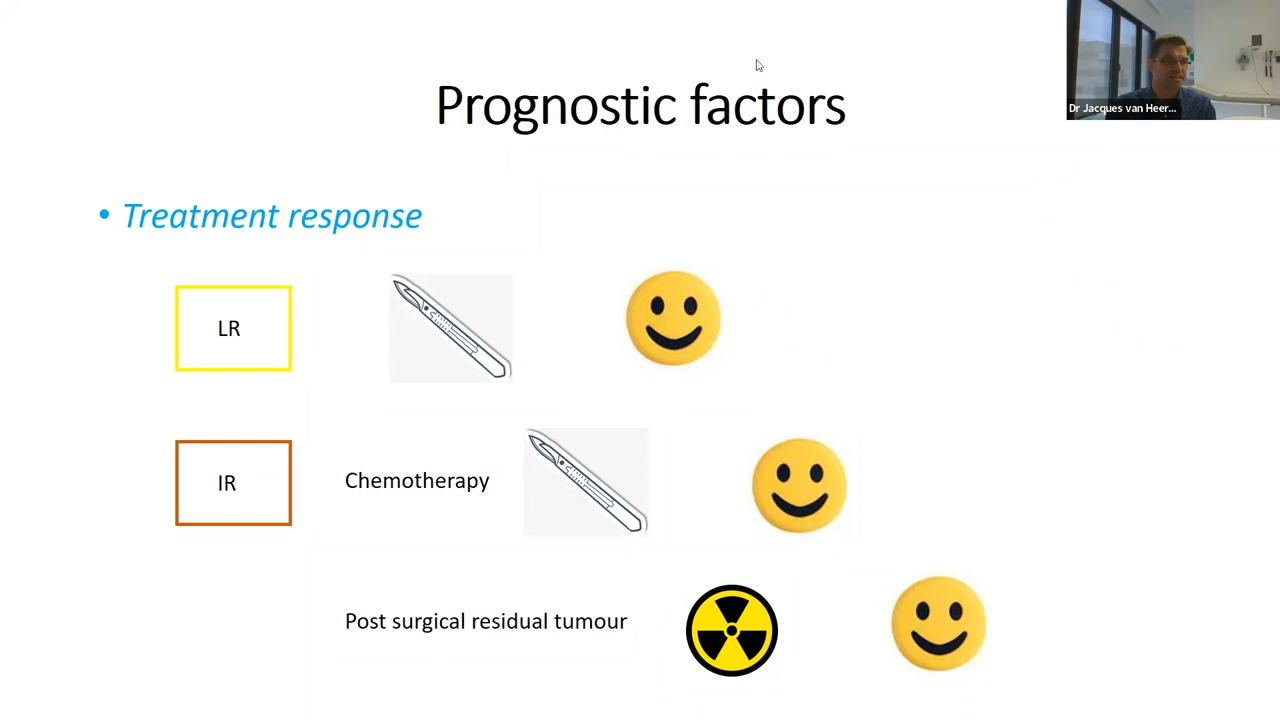 Prognostic factors
Dr Jacques van Heer...
• Treatment response
LR
IR
Chemotherapy
Post surgical residual tumour